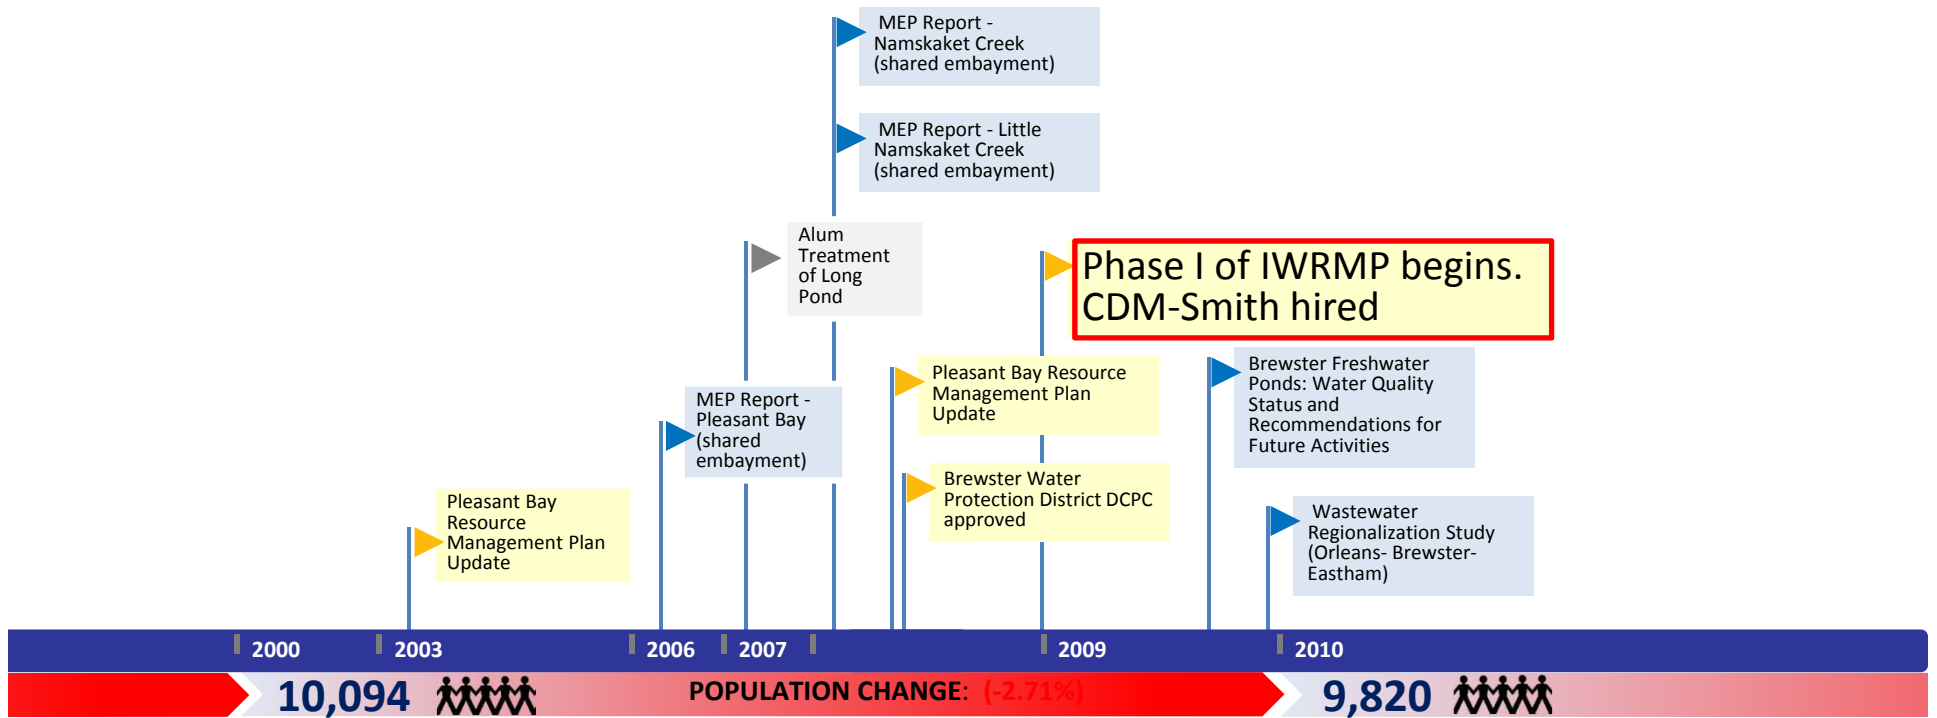 MEP Report -
Namskaket Creek
(shared embayment)
MEP Report - Little
Namskaket Creek
(shared embayment)
Alum
Treatment
of Long
Pond
Phase I of IWRMP begins.
CDM-Smith hired
Pleasant Bay Resource
Management Plan
Update
Brewster Freshwater
Ponds: Water Quality
Status and
Recommendations for
Future Activities
MEP Report -
Pleasant Bay
(shared
embayment)
Brewster Water
Protection District DCPC
approved
Pleasant Bay
Resource
Management Plan
Update
Wastewater
Regionalization Study
(Orleans- Brewster-
Eastham)
2000 2003 2006 2007 2009 2010
10,094 POPULATION CHANGE: (-2.71%) 9,820